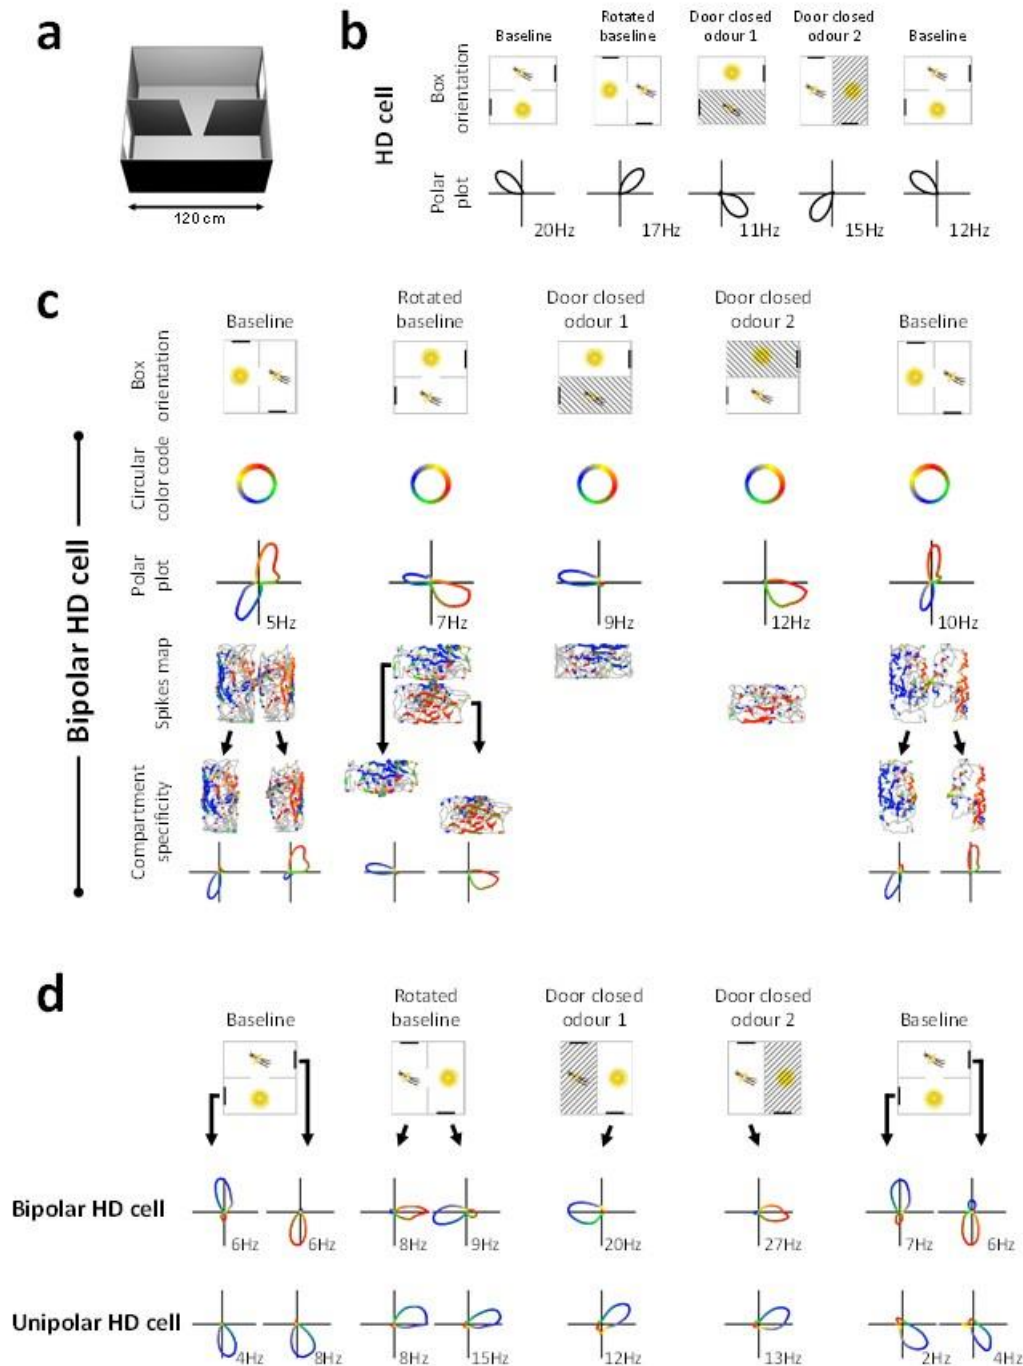 a
120 cm
b
Baseline
Rotated
baseline
Door closed
odour 1
Door closed
odour 2
Baseline
HD cell
Box
orientation
Polar
plot
20Hz
17Hz
11Hz
15Hz
12Hz
c
Baseline
Rotated
baseline
Door closed
odour 1
Door closed
odour 2
Baseline
Bipolar HD cell
Box
orientation
Circular
color code
Polar
plot
5Hz
7Hz
9Hz
12Hz
10Hz
Spikes map
Compartment
specificity
d
Baseline
Rotated
baseline
Door closed
odour 1
Door closed
odour 2
Baseline
Bipolar HD cell
6Hz
6Hz
8Hz
9Hz
20Hz
27Hz
7Hz
6Hz
Unipolar HD cell
4Hz
8Hz
8Hz
15Hz
12Hz
13Hz
2Hz
4Hz